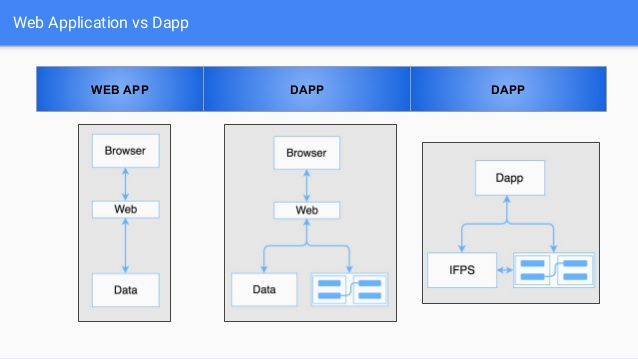 Web Application vs Dapp
WEB APP
DAPP
DAPP
Browser
Web
Data
Browser
Web
Data
Dapp
IFPS